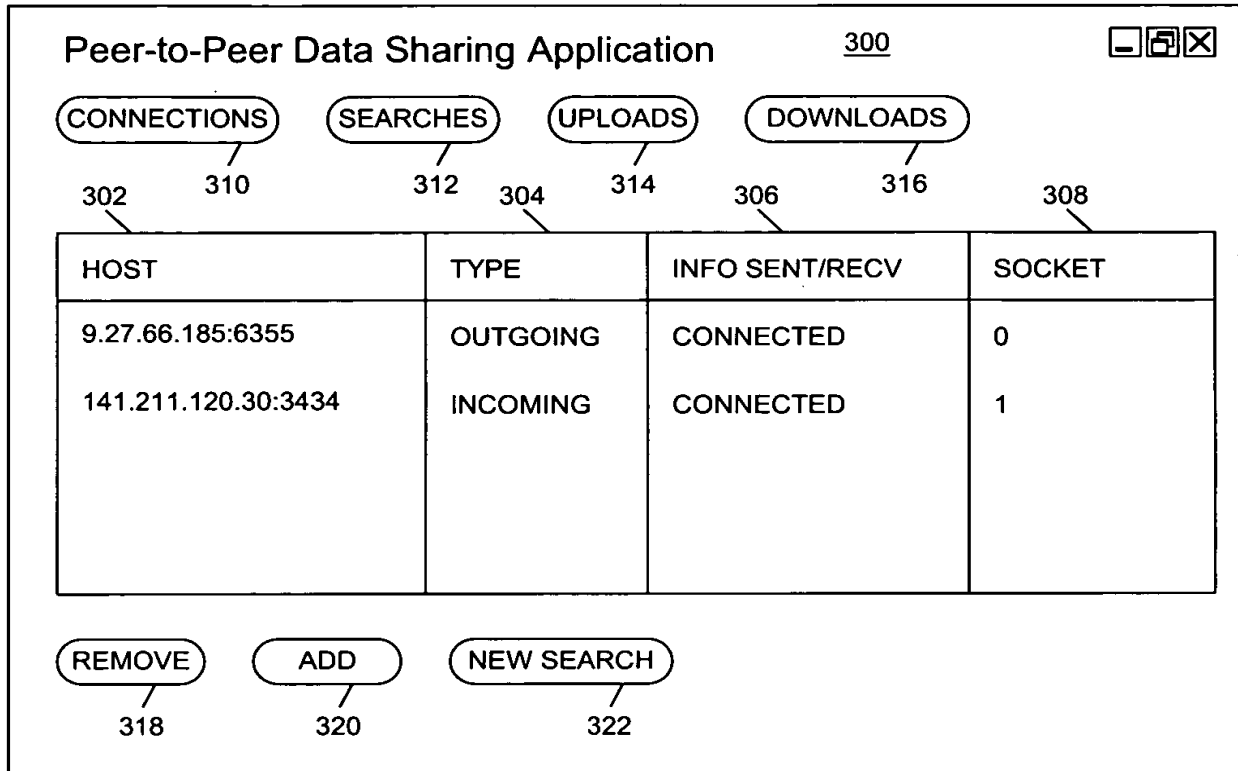 Peer-to-Peer Data Sharing Application 300
CONNECTIONS SEARCHES UPLOADS DOWNLOADS
310 312 314 316
302 304 306 308
HOST TYPE INFO SENT/RECV SOCKET
9.27.66.185:6355 OUTGOING CONNECTED 0
141.211.120.30:3434 INCOMING CONNECTED 1
REMOVE ADD NEW SEARCH
318 320 322